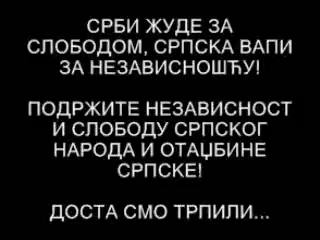 СРБИ ЖУДЕ ЗА
СЛОБОДОМ, СРПСКА ВАПИ
ЗА НЕЗАВИСНОШЋУ!
ПОДРЖИТЕ НЕЗАВИСНОСТ
И СЛОБОДУ СРПСКОГ
НАРОДА И ОТАЏБИНЕ
СРПСКЕ!
ДОСТА СМО ТРПИЛИ...